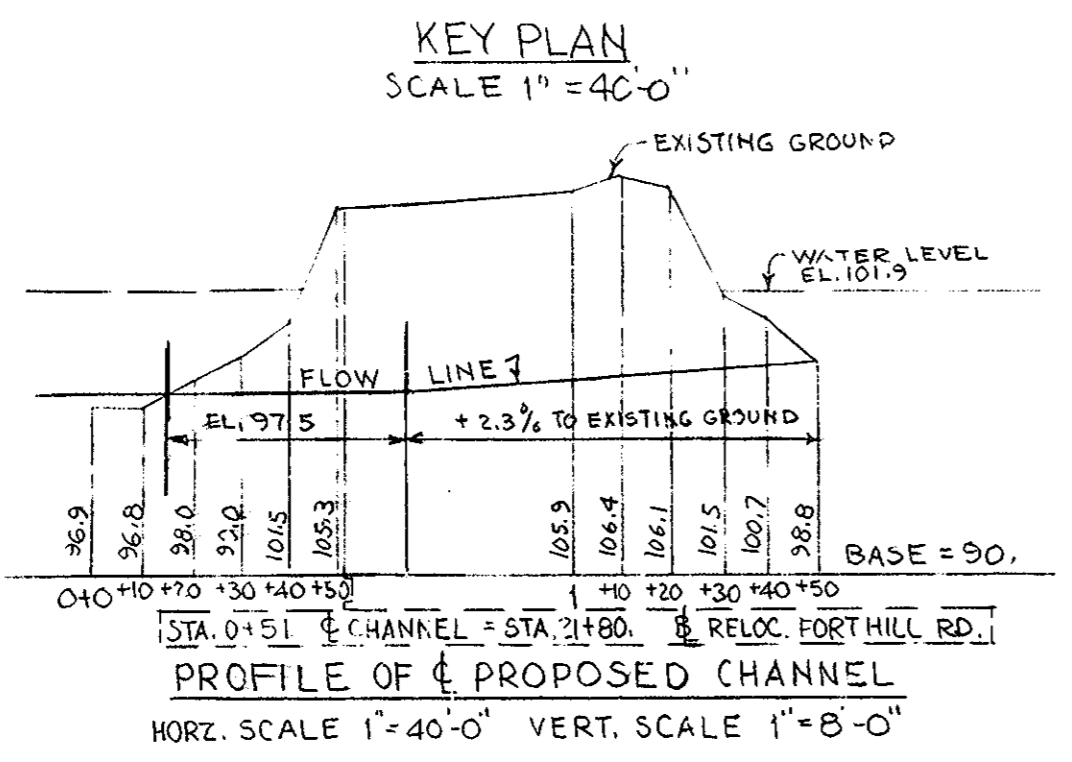 KEY PLAN
SCALE 1" = 40'-0"
EXISTING GROUND
WATER LEVEL
EL.101.9
FLOW LINE
EL. 97.5
+ 2.3% TO EXISTING GROUND
96.9 96.8 98.0 101.5 105.3 105.9 106.4 106.1 101.5 100.7 98.8
BASE = 90.
0+0 +10 +20 +30 +40 +50 1 +10 +20 +30 +40 +50
STA. 0+51 ℄ CHANNEL = STA. 21+80. RELOC. FORT HILL RD.
PROFILE OF ℄ PROPOSED CHANNEL
HORZ. SCALE 1"=40'-0" VERT. SCALE 1"=8'-0"